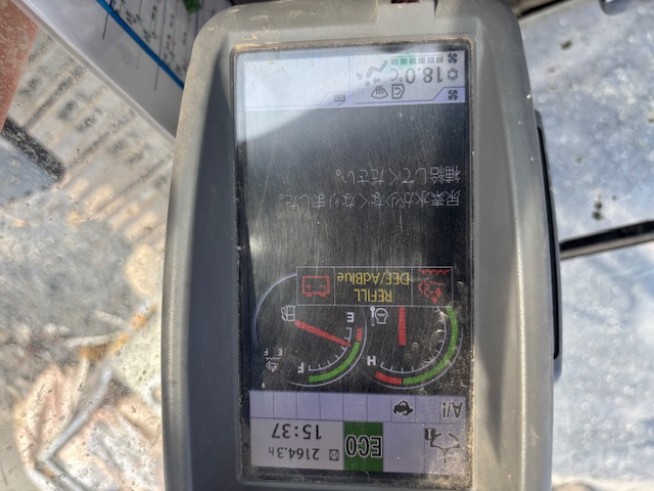 ECO
2164.3h
15:37
A/I
H
F
E
E F
REFILL
DEF/AdBlue
尿素水が少なくなりました。
補給してください。
18.0℃